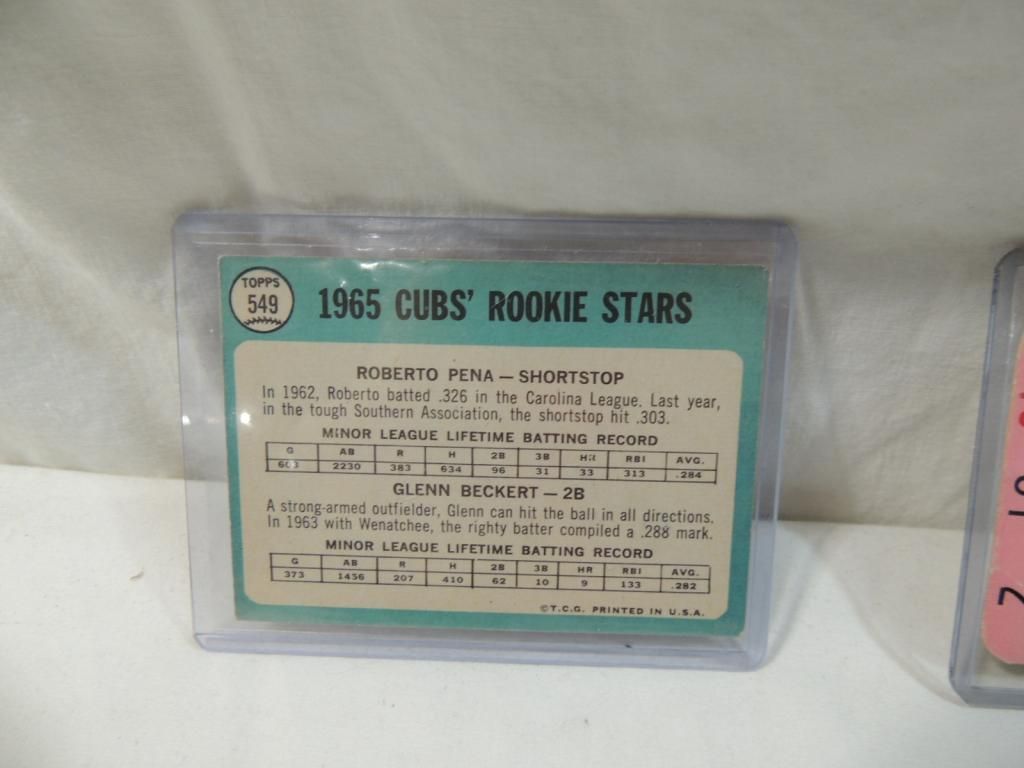 TOPPS
549
1965 CUBS' ROOKIE STARS
ROBERTO PENA — SHORTSTOP
In 1962, Roberto batted .326 in the Carolina League. Last year,
in the tough Southern Association, the shortstop hit .303.
MINOR LEAGUE LIFETIME BATTING RECORD
G AB R H 2B 3B HR RBI AVG.
603 2230 383 634 96 31 33 313 .284
GLENN BECKERT — 2B
A strong-armed outfielder, Glenn can hit the ball in all directions.
In 1963 with Wenatchee, the righty batter compiled a .288 mark.
MINOR LEAGUE LIFETIME BATTING RECORD
G AB R H 2B 3B HR RBI AVG.
373 1456 207 410 62 10 9 133 .282
©T.C.G. PRINTED IN U.S.A.